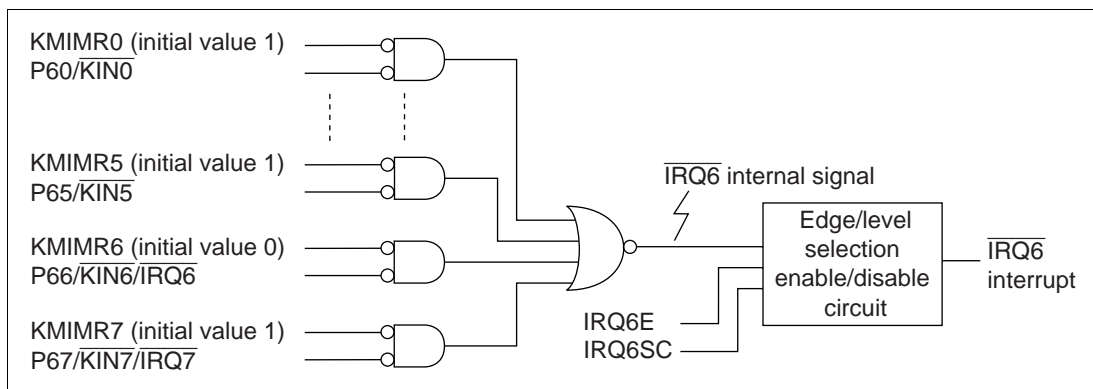 KMIMR0 (initial value 1)
P60/KIN0
KMIMR5 (initial value 1)
P65/KIN5
KMIMR6 (initial value 0)
P66/KIN6/IRQ6
KMIMR7 (initial value 1)
P67/KIN7/IRQ7
IRQ6 internal signal
IRQ6E
IRQ6SC
Edge/level
selection
enable/disable
circuit
IRQ6
interrupt